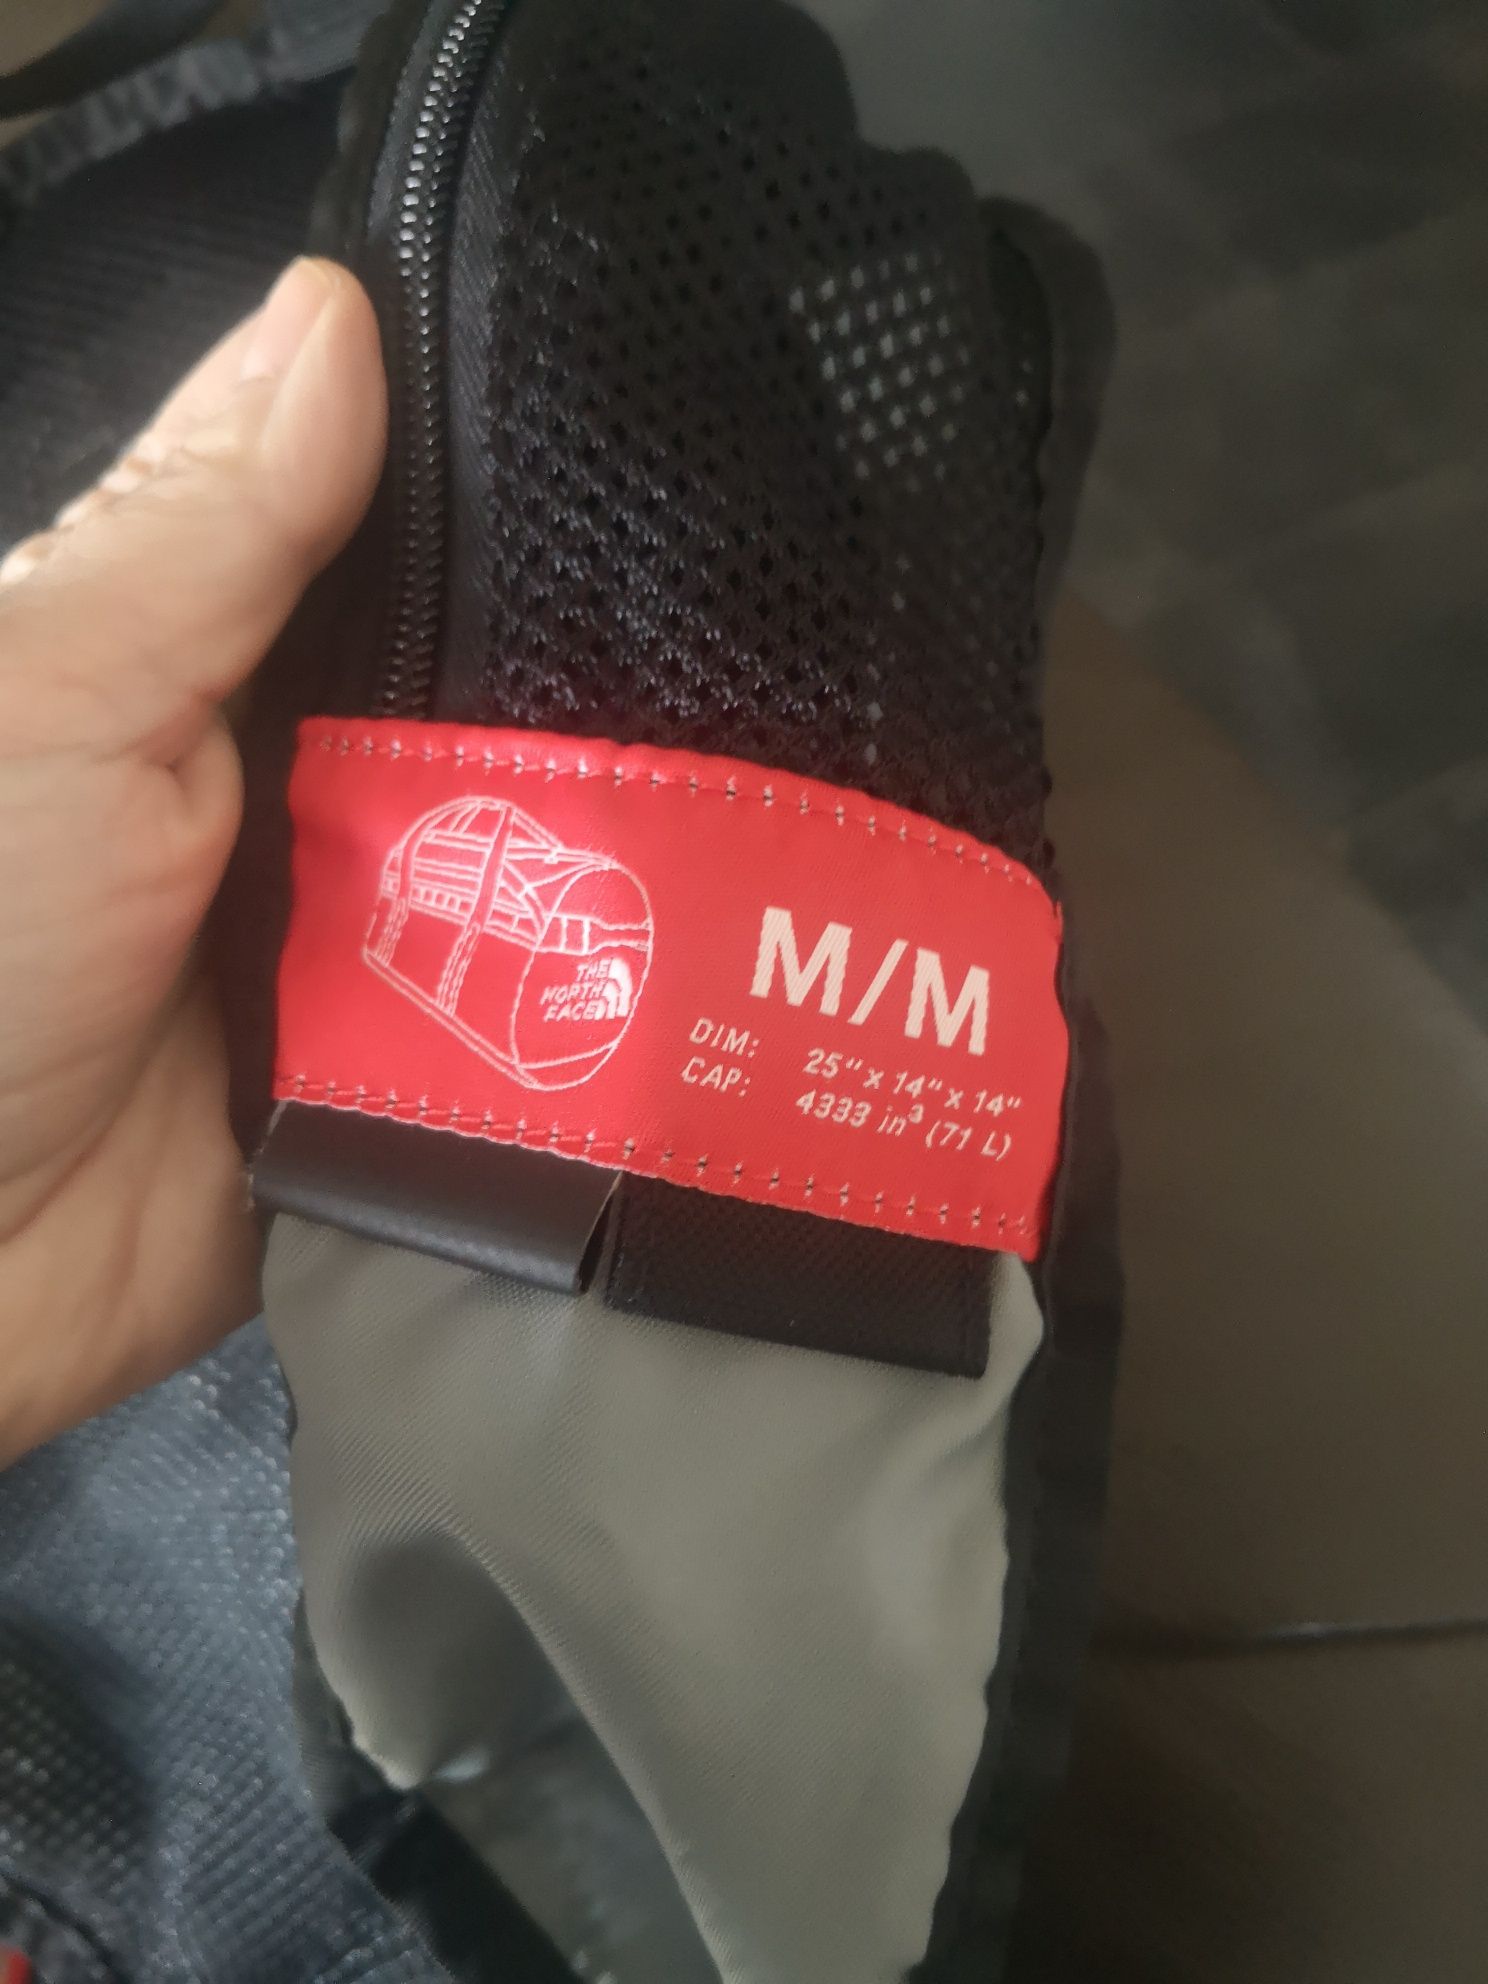 THE
NORTH
FACE
M/M
DIM: 25" x 14" x 14"
CAP: 4333 in³ (71 L)